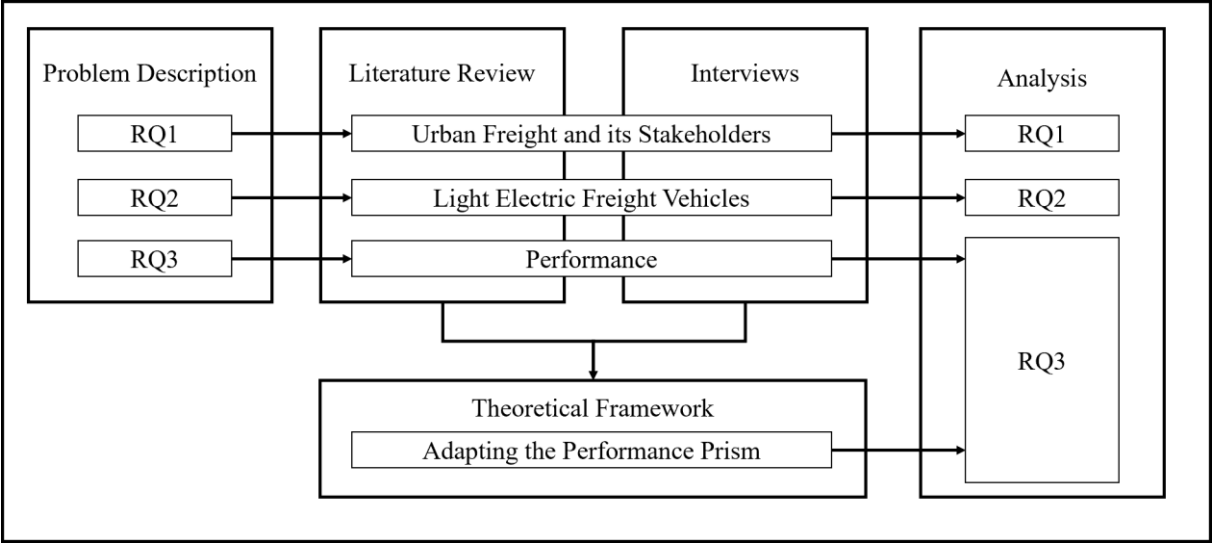 Problem Description
Literature Review
Interviews
Analysis
RQ1
Urban Freight and its Stakeholders
RQ1
RQ2
Light Electric Freight Vehicles
RQ2
RQ3
Performance
RQ3
Theoretical Framework
Adapting the Performance Prism